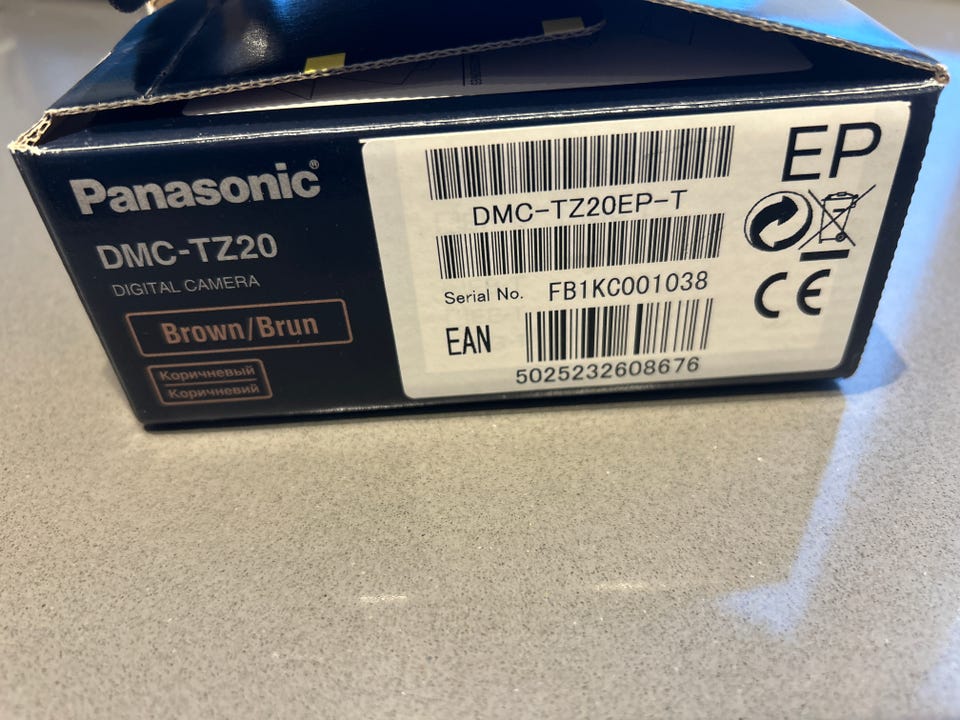 Panasonic®
DMC-TZ20
DIGITAL CAMERA
Brown/Brun
Коричневый
Коричневий
EP
DMC-TZ20EP-T
Serial No. FB1KC001038
EAN
5025232608676
CE